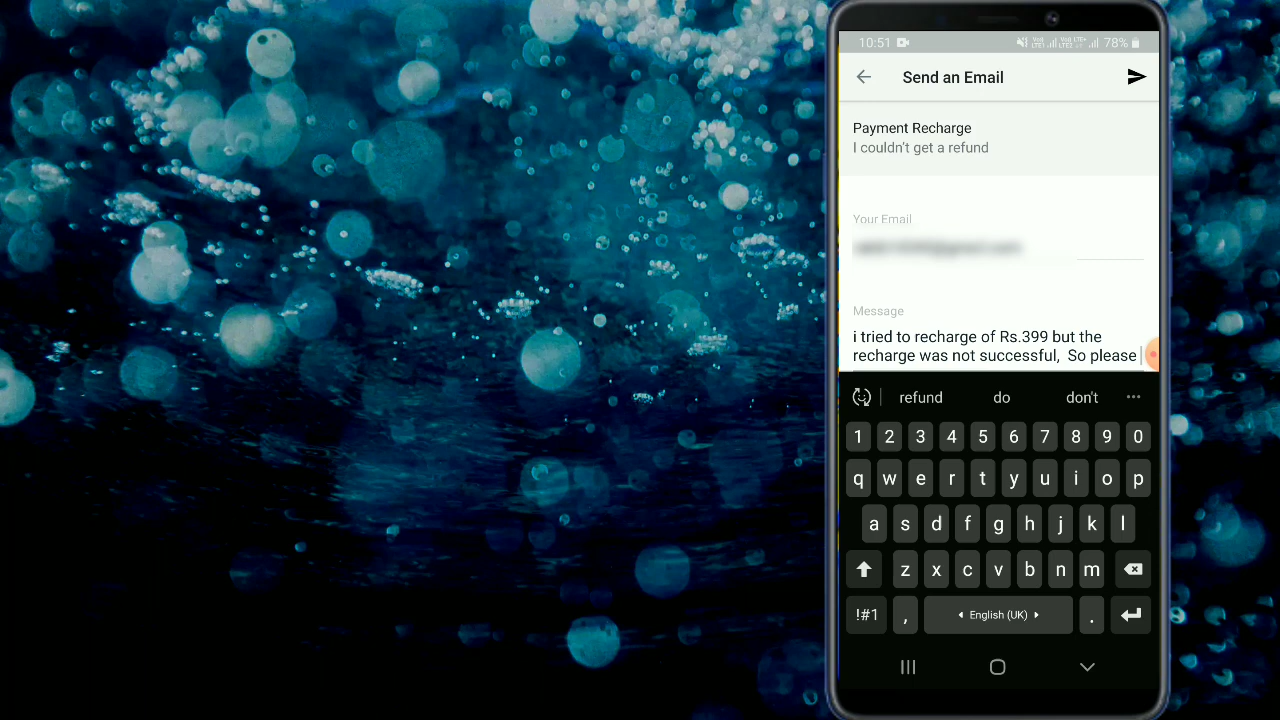 10:51
78%
Send an Email
Payment Recharge
I couldn't get a refund
Your Email
Message
i tried to recharge of Rs.399 but the
recharge was not successful,  So please
refund do don't
1 2 3 4 5 6 7 8 9 0
q w e r t y u i o p
a s d f g h j k l
z x c v b n m
!#1 , English (UK) .